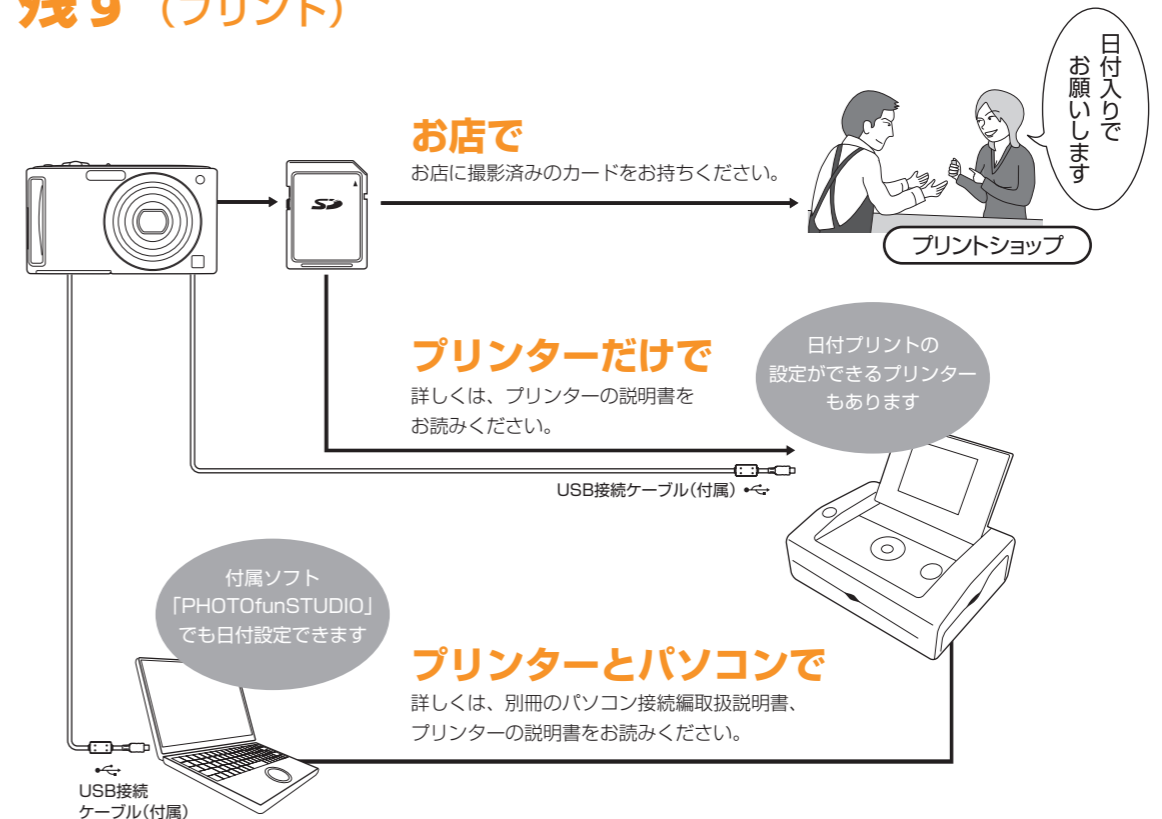 残す（プリント）
お店で
お店に撮影済みのカードをお持ちください。
日付入りで
お願いします
プリントショップ
SD
プリンターだけで
詳しくは、プリンターの説明書を
お読みください。
日付プリントの
設定ができるプリンター
もあります
USB接続ケーブル(付属)
付属ソフト
「PHOTOfunSTUDIO」
でも日付設定できます
プリンターとパソコンで
詳しくは、別冊のパソコン接続編取扱説明書、
プリンターの説明書をお読みください。
USB接続
ケーブル(付属)